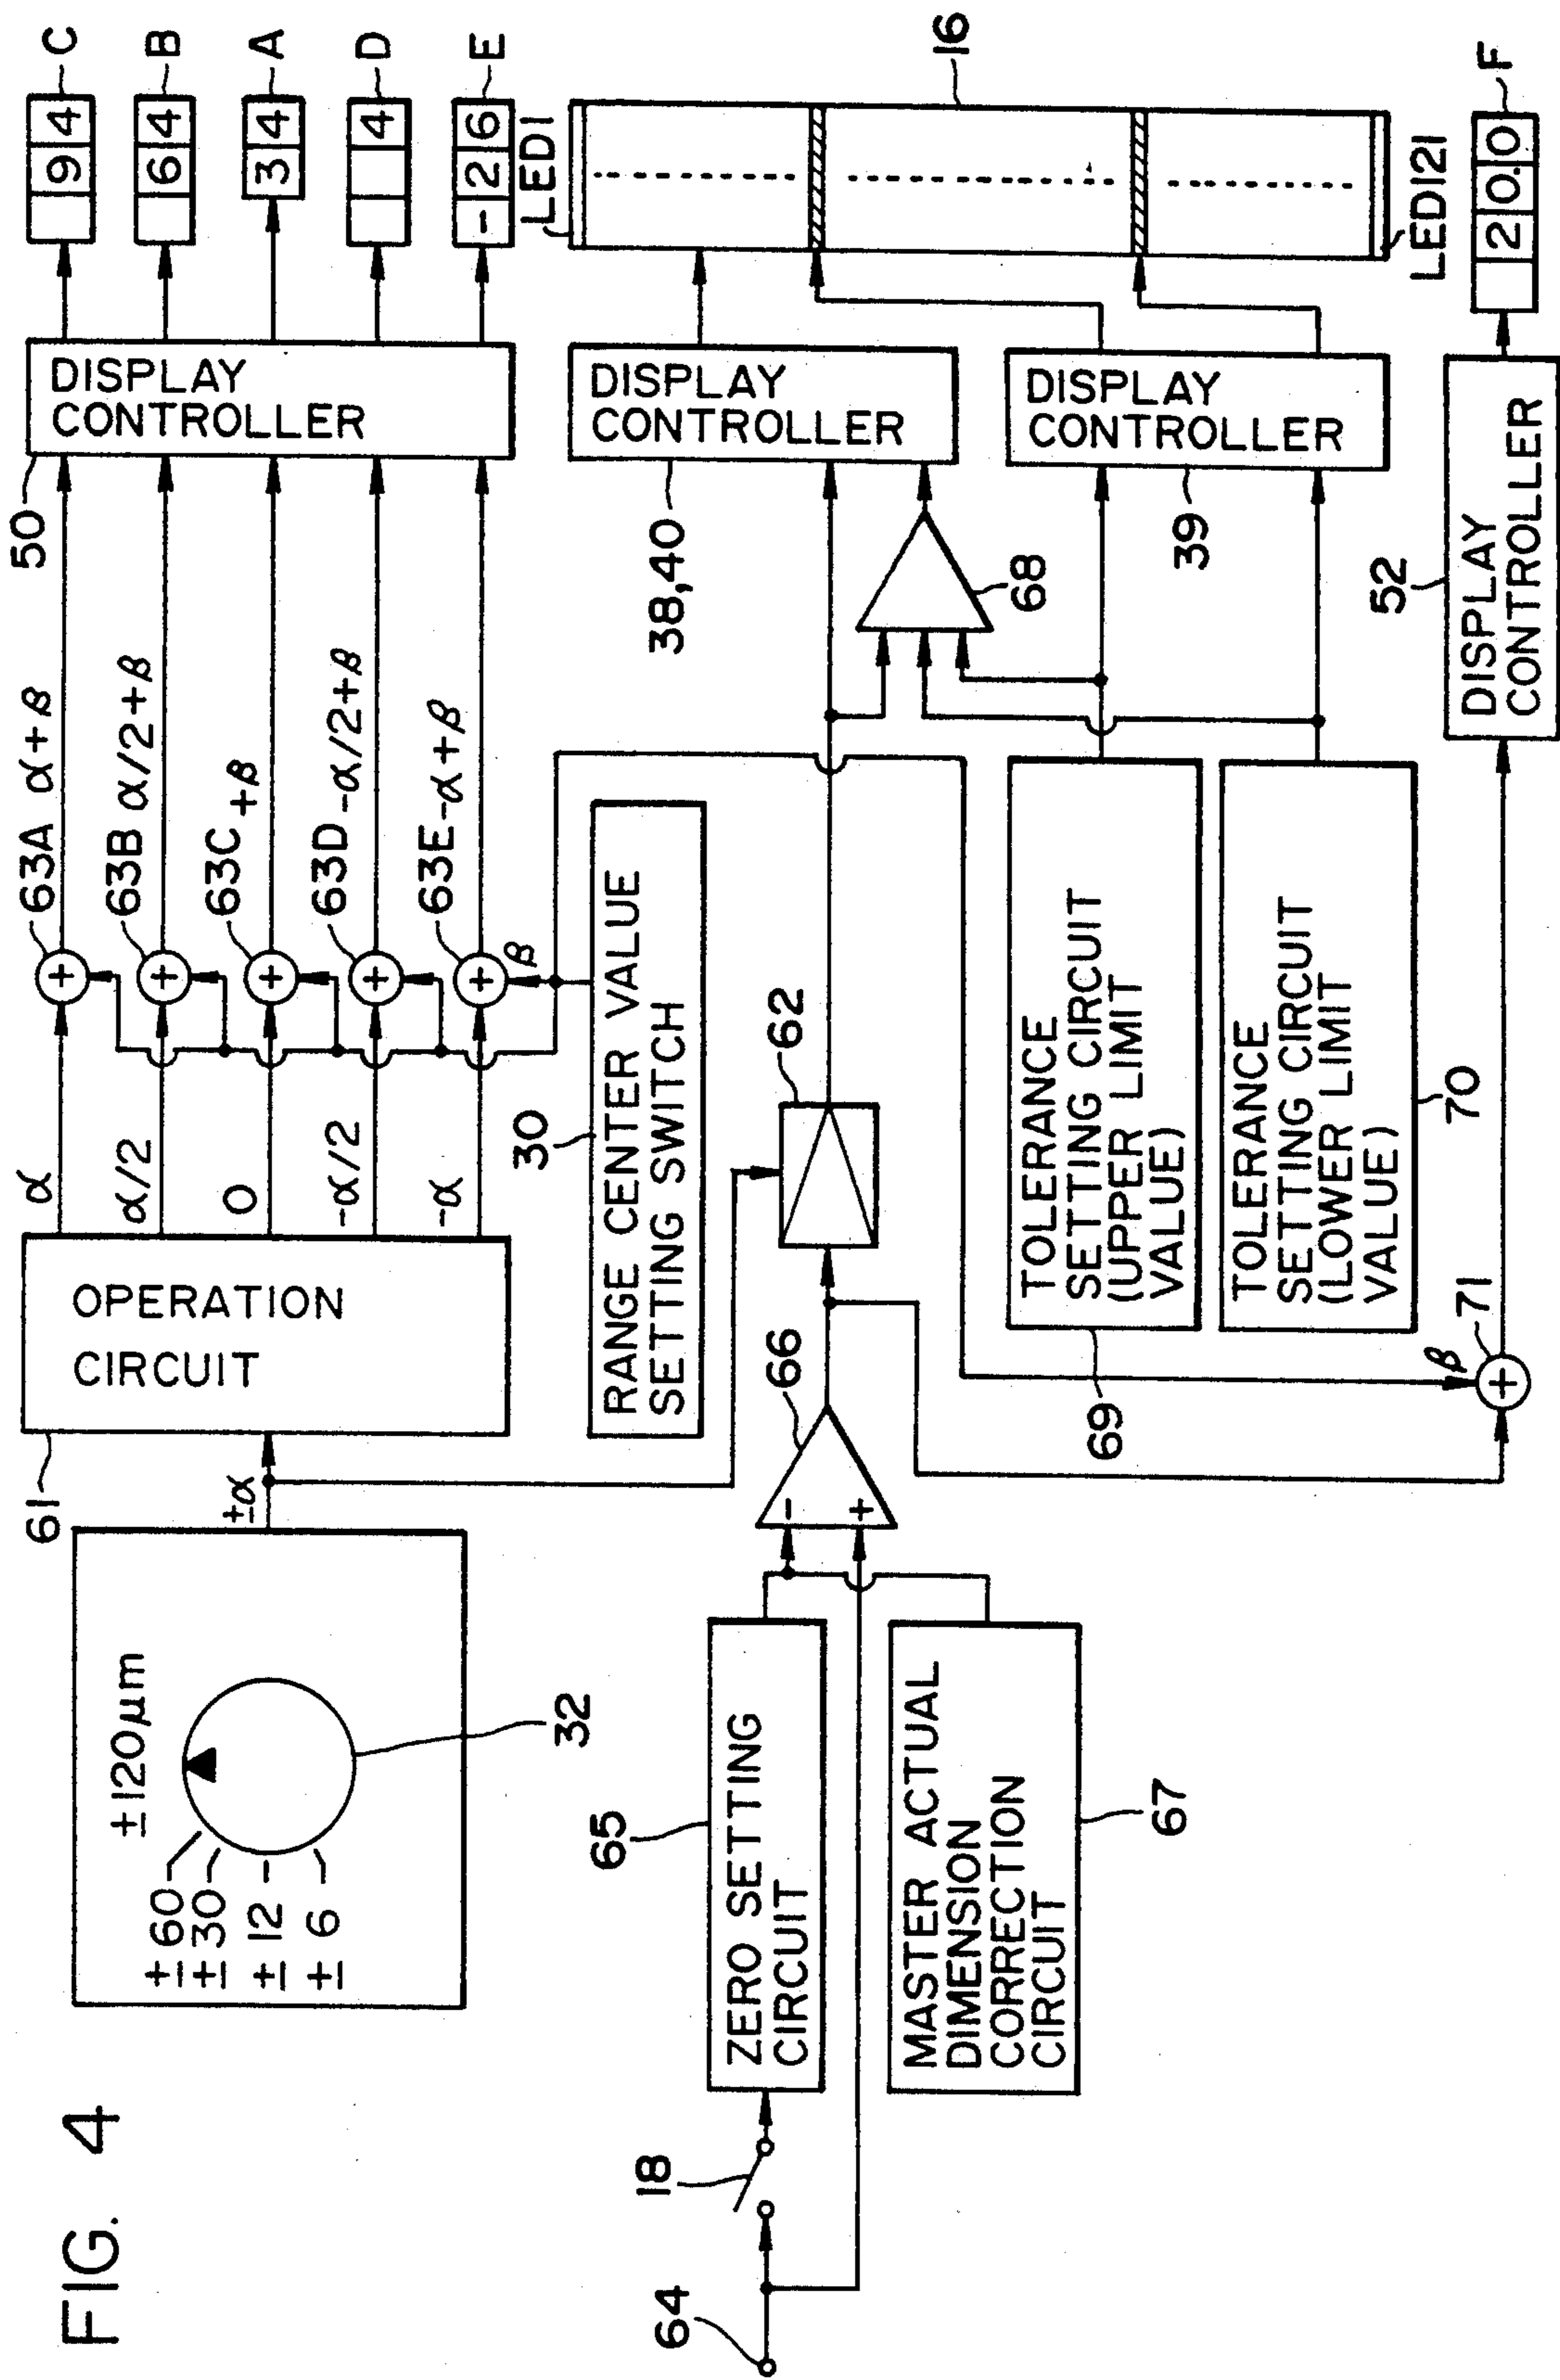 FIG. 4
±120μm
±60
±30
±12
±6
32
±α
61
OPERATION
CIRCUIT
α
α/2
0
-α/2
-α
63A α+β
63B α/2+β
63C +β
63D -α/2+β
63E -α+β
β
50
DISPLAY
CONTROLLER
9 4
C
6 4
B
3 4
A
4
D
- 2 6
E
30
RANGE CENTER VALUE
SETTING SWITCH
64
18
65
ZERO SETTING
CIRCUIT
MASTER ACTUAL
DIMENSION
CORRECTION
CIRCUIT
67
-
+
66
62
68
38,40
DISPLAY
CONTROLLER
LED1
16
LED121
DISPLAY
CONTROLLER
39
TOLERANCE
SETTING CIRCUIT
(UPPER LIMIT
VALUE)
69
TOLERANCE
SETTING CIRCUIT
(LOWER LIMIT
VALUE)
70
β
71
52
DISPLAY
CONTROLLER
2 0. 0
F